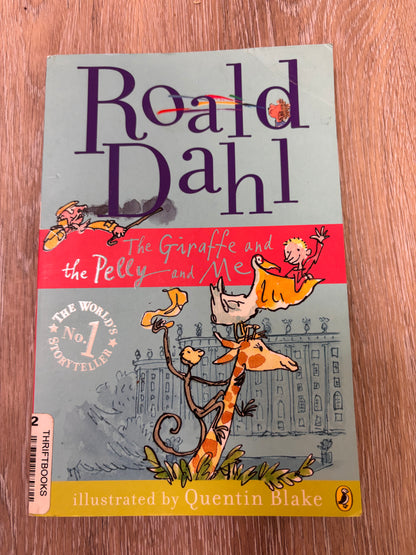 Roald
Dahl
The Giraffe and
the Pelly and Me
THE WORLD'S
No. 1
STORYTELLER
2
THRIFTBOOKS
illustrated by Quentin Blake